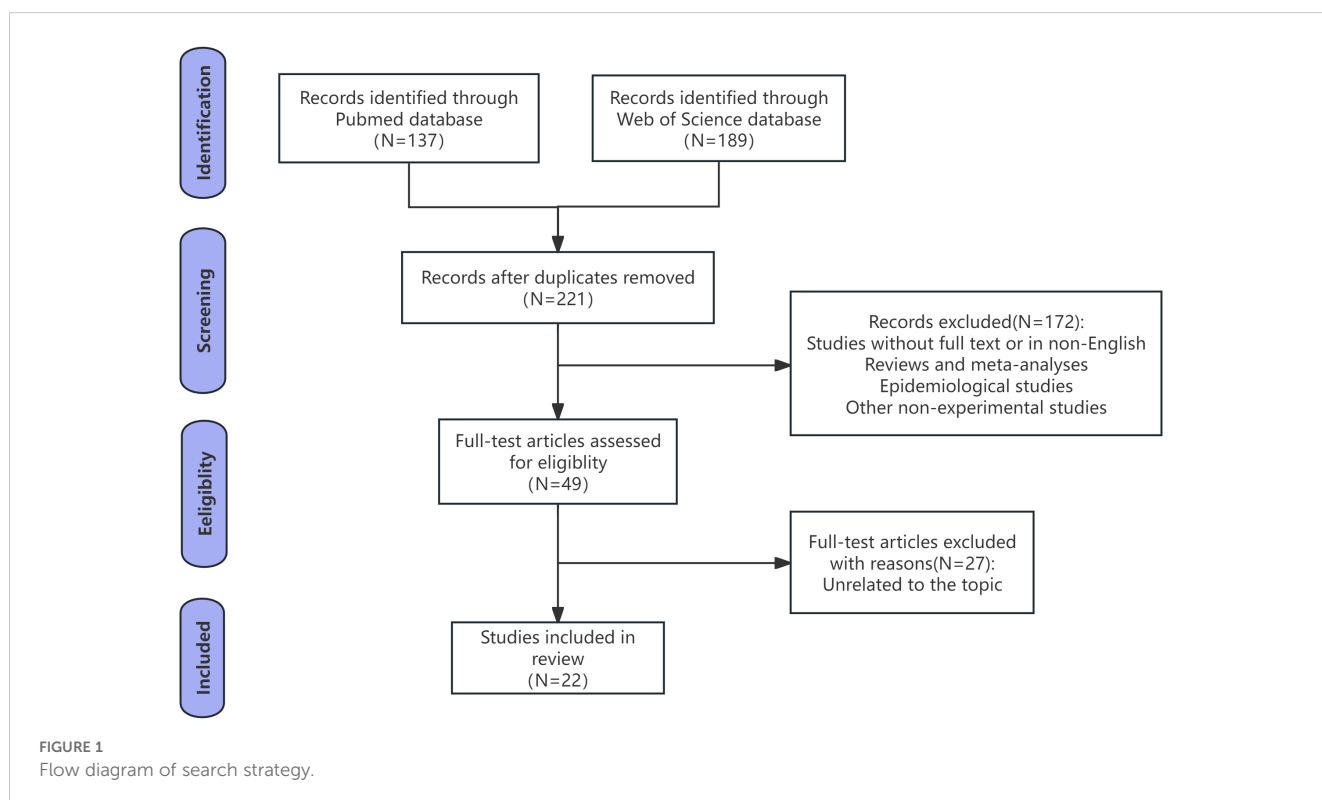 Identification
Records identified through
Pubmed database
(N=137)
Records identified through
Web of Science database
(N=189)
Screening
Records after duplicates removed
(N=221)
Records excluded(N=172):
Studies without full text or in non-English
Reviews and meta-analyses
Epidemiological studies
Other non-experimental studies
Eeligiblity
Full-test articles assessed
for eligiblity
(N=49)
Full-test articles excluded
with reasons(N=27):
Unrelated to the topic
Included
Studies included in
review
(N=22)
FIGURE 1
Flow diagram of search strategy.